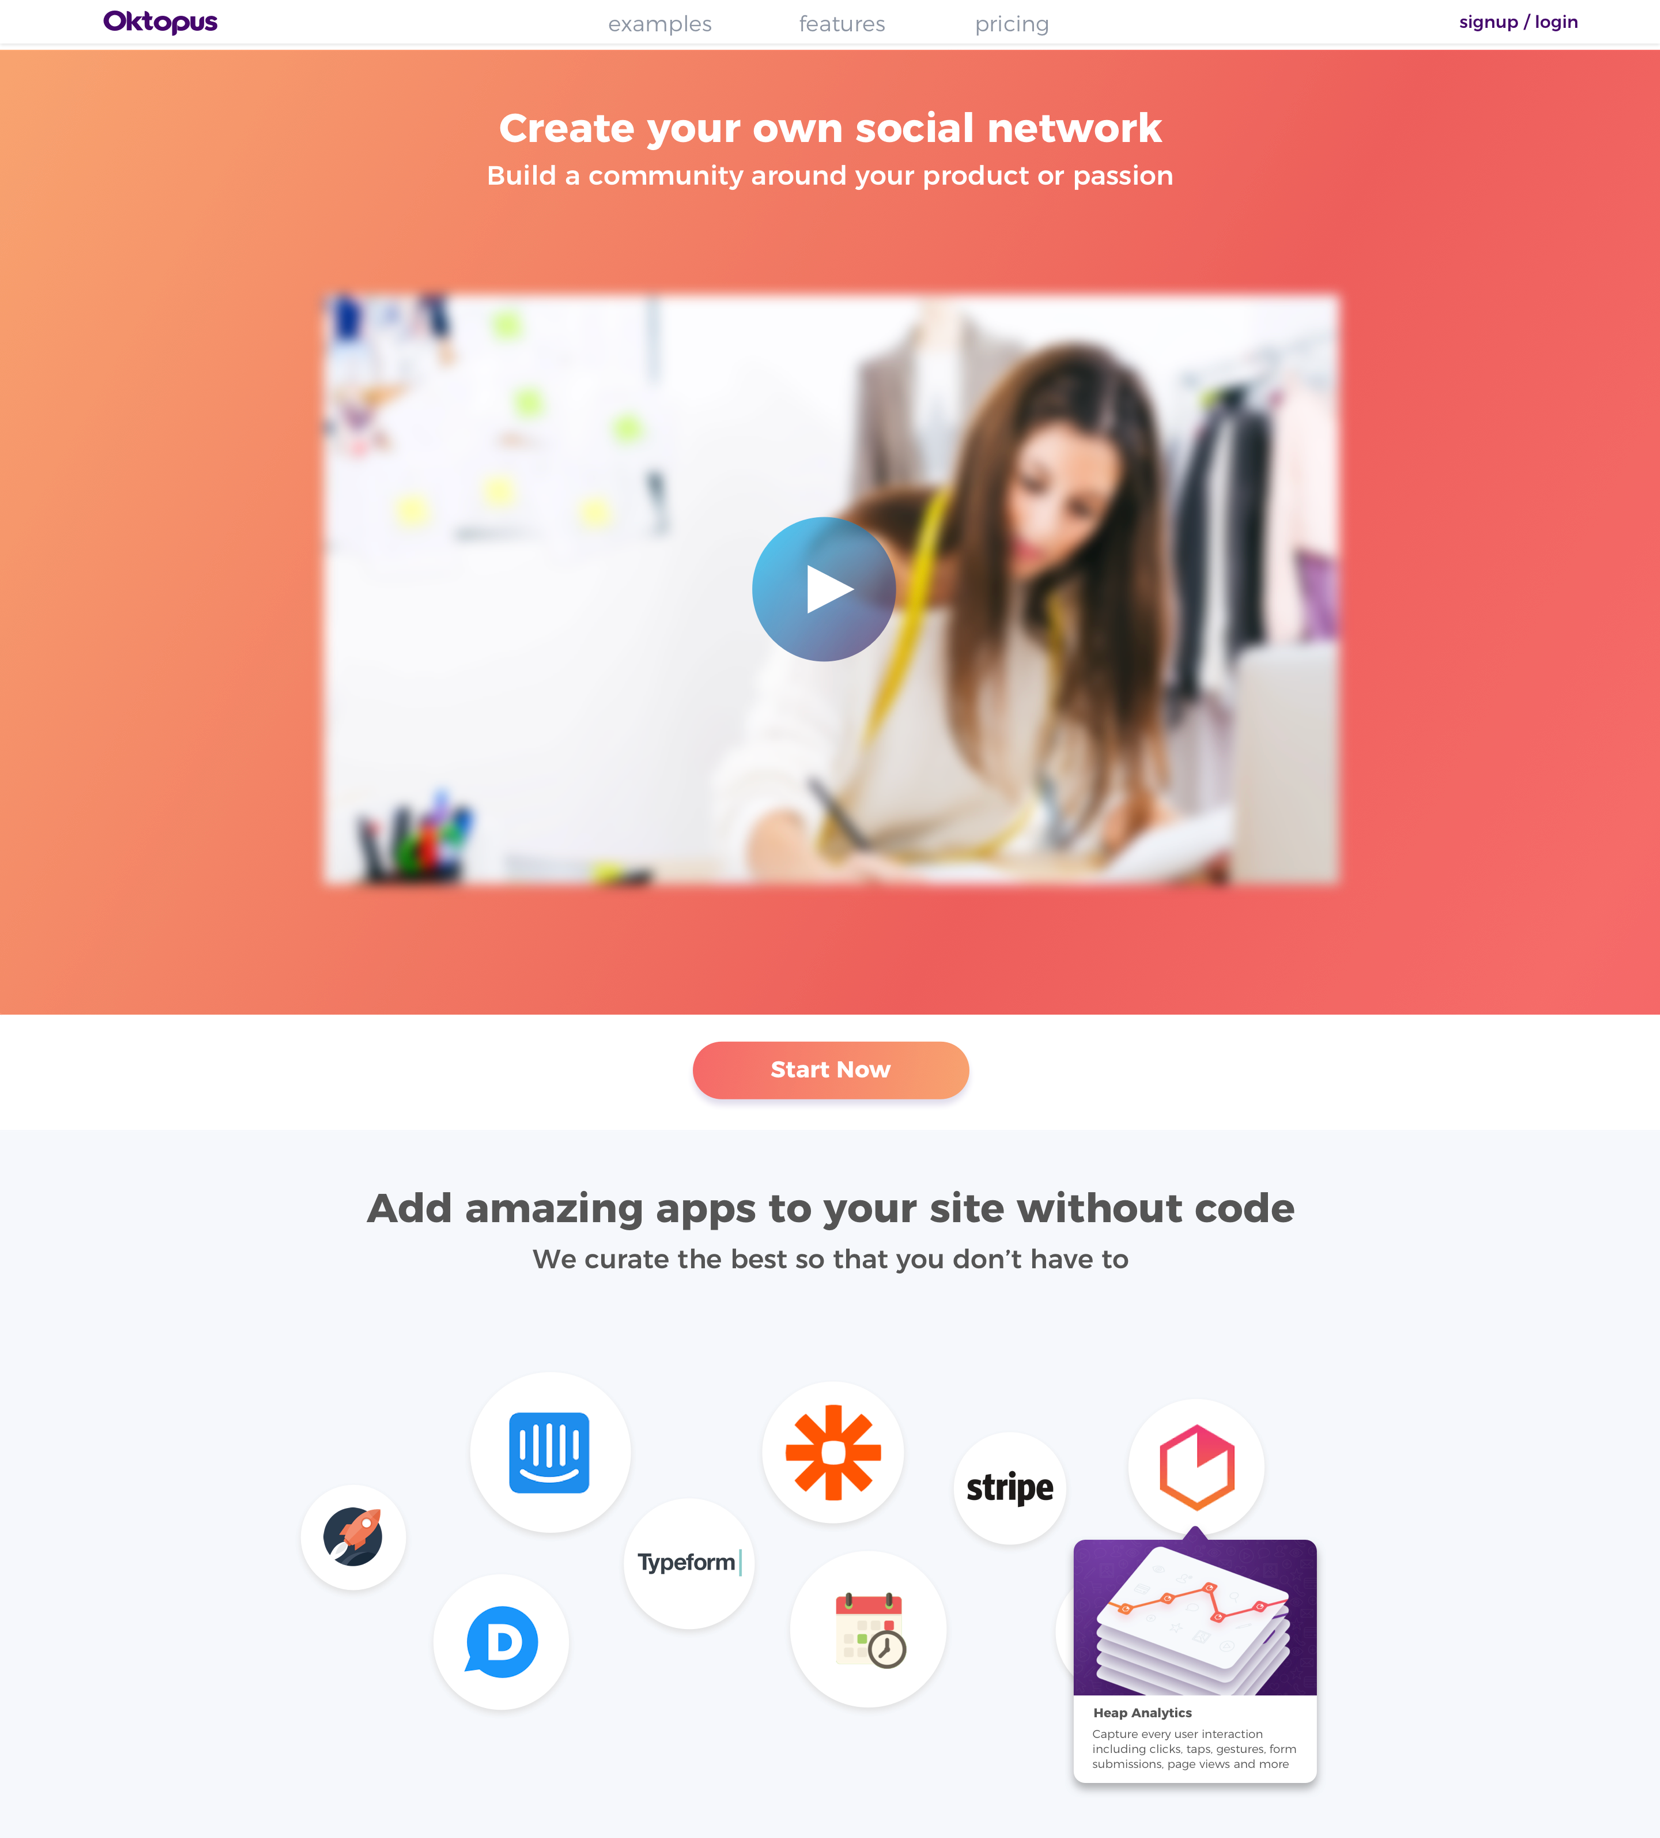 Oktopus
examples
features
pricing
signup / login
Create your own social network
Build a community around your product or passion
Start Now
Add amazing apps to your site without code
We curate the best so that you don’t have to
stripe
Typeform
D
Heap Analytics
Capture every user interaction
including clicks, taps, gestures, form
submissions, page views and more